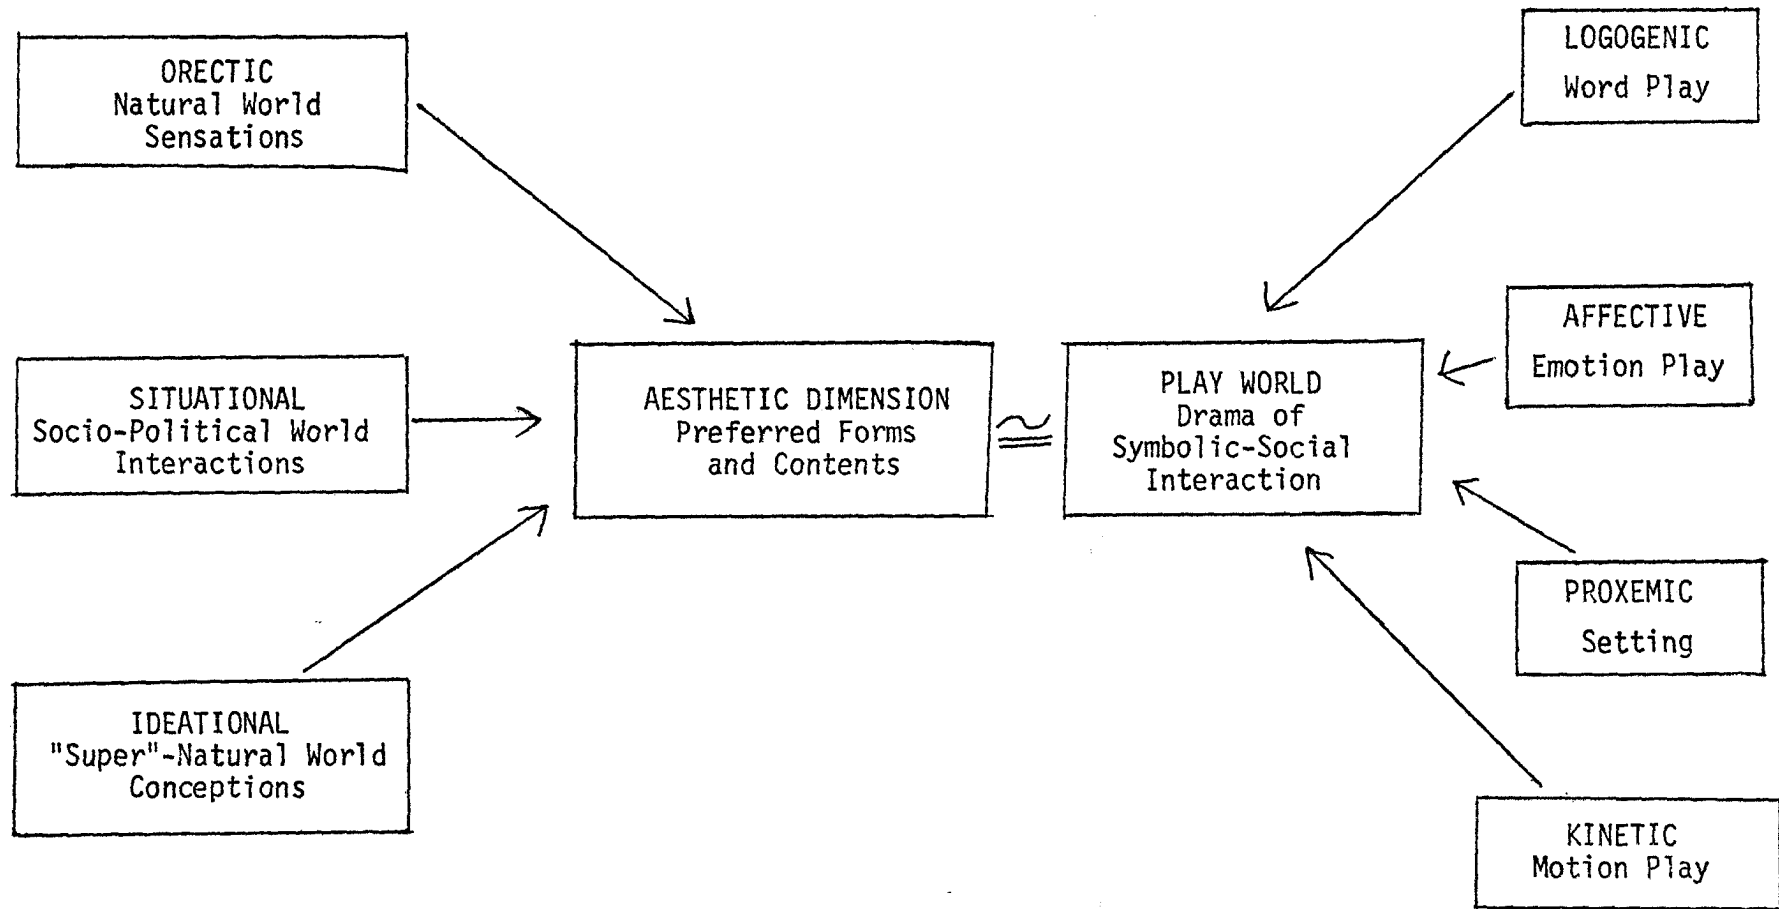 ORECTIC
Natural World
Sensations
SITUATIONAL
Socio-Political World
Interactions
IDEATIONAL
"Super"-Natural World
Conceptions
AESTHETIC DIMENSION
Preferred Forms
and Contents
≅
PLAY WORLD
Drama of
Symbolic-Social
Interaction
LOGOGENIC
Word Play
AFFECTIVE
Emotion Play
PROXEMIC
Setting
KINETIC
Motion Play